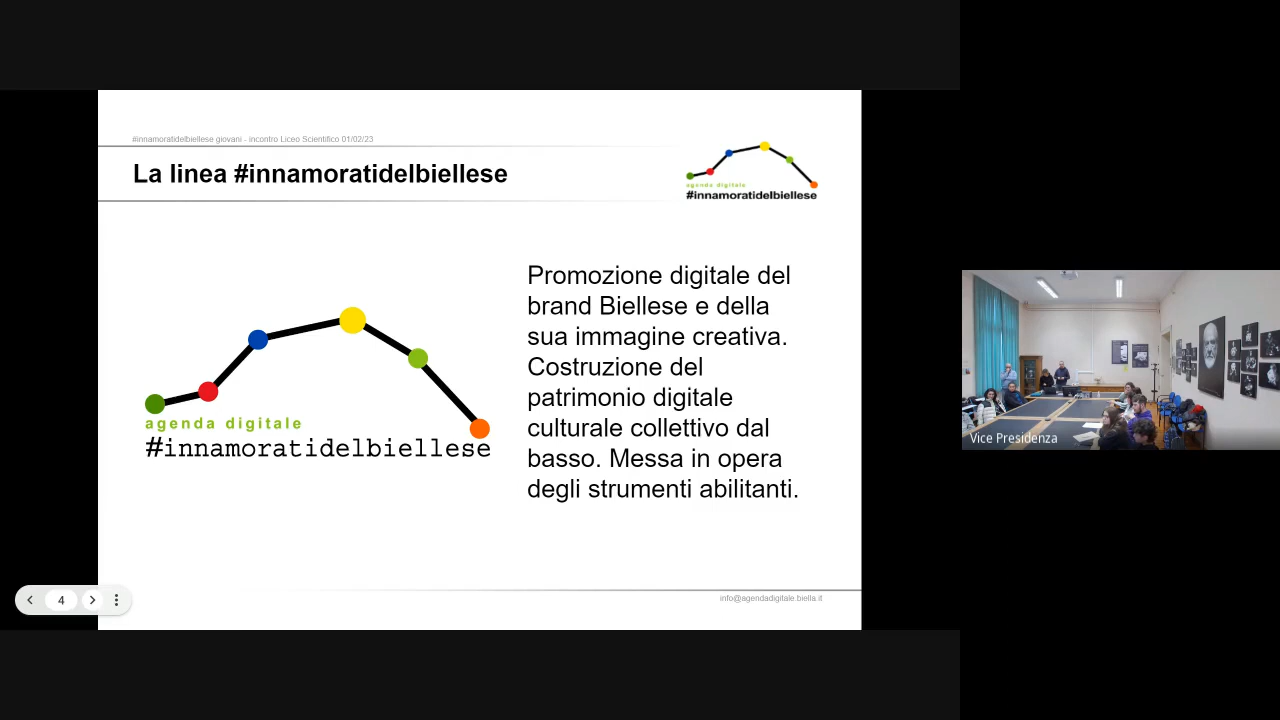 #innamoratidelbiellese giovani - incontro Liceo Scientifico 01/02/23
La linea #innamoratidelbiellese
agenda digitale
#innamoratidelbiellese
agenda digitale
#innamoratidelbiellese
Promozione digitale del
brand Biellese e della
sua immagine creativa.
Costruzione del
patrimonio digitale
culturale collettivo dal
basso. Messa in opera
degli strumenti abilitanti.
Vice Presidenza
4
info@agendadigitale.biella.it